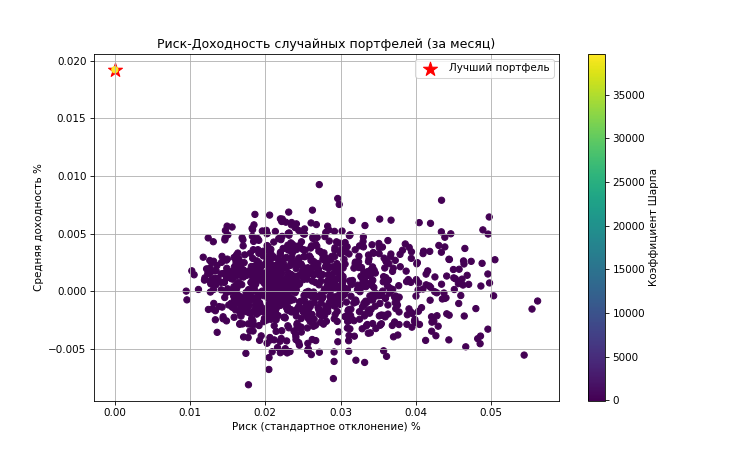 Риск-Доходность случайных портфелей (за месяц)
Лучший портфель
Средняя доходность %
0.020
0.015
0.010
0.005
0.000
−0.005
0.00 0.01 0.02 0.03 0.04 0.05
Риск (стандартное отклонение) %
35000
30000
25000
20000
15000
10000
5000
0
Коэффициент Шарпа